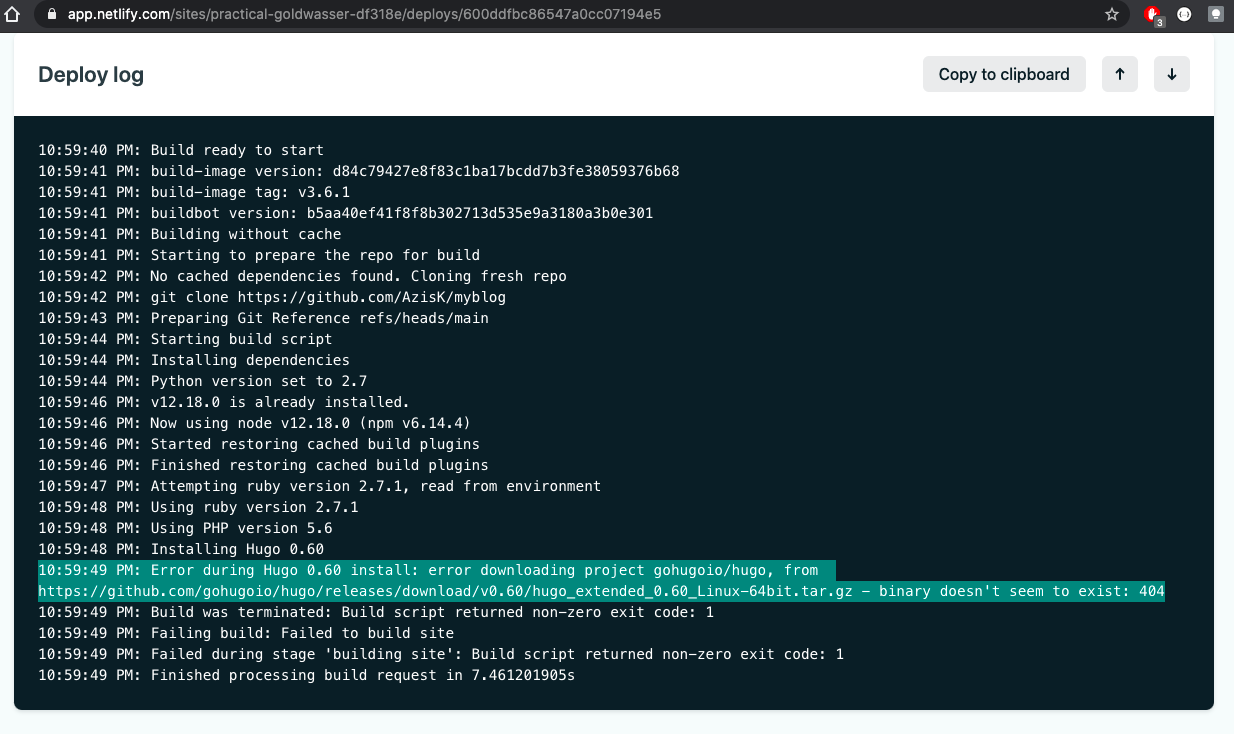 app.netlify.com/sites/practical-goldwasser-df318e/deploys/600ddfbc86547a0cc07194e5
3
Deploy log
Copy to clipboard
10:59:40 PM: Build ready to start
10:59:41 PM: build-image version: d84c79427e8f83c1ba17bcdd7b3fe38059376b68
10:59:41 PM: build-image tag: v3.6.1
10:59:41 PM: buildbot version: b5aa40ef41f8f8b302713d535e9a3180a3b0e301
10:59:41 PM: Building without cache
10:59:41 PM: Starting to prepare the repo for build
10:59:42 PM: No cached dependencies found. Cloning fresh repo
10:59:42 PM: git clone https://github.com/AzisK/myblog
10:59:43 PM: Preparing Git Reference refs/heads/main
10:59:44 PM: Starting build script
10:59:44 PM: Installing dependencies
10:59:44 PM: Python version set to 2.7
10:59:46 PM: v12.18.0 is already installed.
10:59:46 PM: Now using node v12.18.0 (npm v6.14.4)
10:59:46 PM: Started restoring cached build plugins
10:59:46 PM: Finished restoring cached build plugins
10:59:47 PM: Attempting ruby version 2.7.1, read from environment
10:59:48 PM: Using ruby version 2.7.1
10:59:48 PM: Using PHP version 5.6
10:59:48 PM: Installing Hugo 0.60
10:59:49 PM: Error during Hugo 0.60 install: error downloading project gohugoio/hugo, from
https://github.com/gohugoio/hugo/releases/download/v0.60/hugo_extended_0.60_Linux-64bit.tar.gz - binary doesn't seem to exist: 404
10:59:49 PM: Build was terminated: Build script returned non-zero exit code: 1
10:59:49 PM: Failing build: Failed to build site
10:59:49 PM: Failed during stage 'building site': Build script returned non-zero exit code: 1
10:59:49 PM: Finished processing build request in 7.461201905s